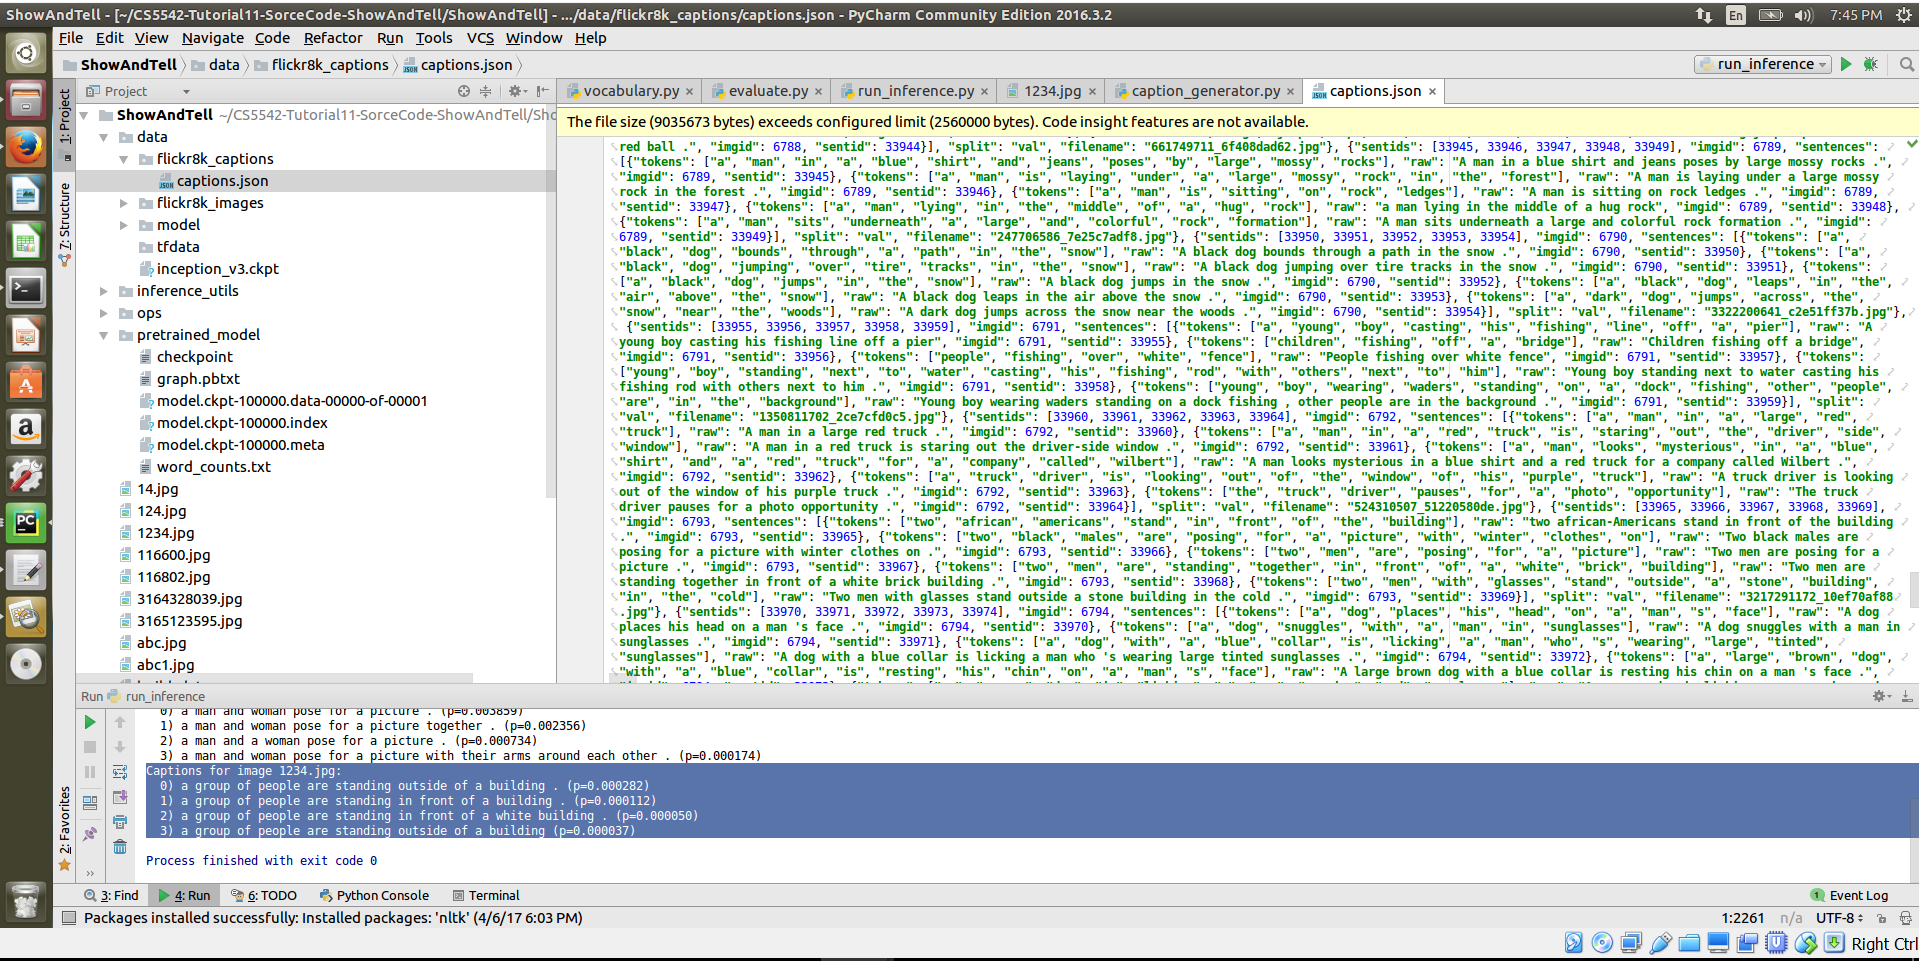 ShowAndTell - [~/CS5542-Tutorial11-SorceCode-ShowAndTell/ShowAndTell] - .../data/flickr8k_captions/captions.json - PyCharm Community Edition 2016.3.2
En
7:45 PM
File Edit View Navigate Code Refactor Run Tools VCS Window Help
ShowAndTell data flickr8k_captions captions.json
run_inference
Project
vocabulary.py evaluate.py run_inference.py 1234.jpg caption_generator.py captions.json
1: Project
7: Structure
2: Favorites
ShowAndTell ~/CS5542-Tutorial11-SorceCode-ShowAndTell/Sho
data
flickr8k_captions
captions.json
flickr8k_images
model
tfdata
inception_v3.ckpt
inference_utils
ops
pretrained_model
checkpoint
graph.pbtxt
model.ckpt-100000.data-00000-of-00001
model.ckpt-100000.index
model.ckpt-100000.meta
word_counts.txt
14.jpg
124.jpg
1234.jpg
116600.jpg
116802.jpg
3164328039.jpg
3165123595.jpg
abc.jpg
abc1.jpg
The file size (9035673 bytes) exceeds configured limit (2560000 bytes). Code insight features are not available.
red ball .", "imgid": 6788, "sentid": 33944}], "split": "val", "filename": "661749711_6f408dad62.jpg"}, {"sentids": [33945, 33946, 33947, 33948, 33949], "imgid": 6789, "sentences":
[{"tokens": ["a", "man", "in", "a", "blue", "shirt", "and", "jeans", "poses", "by", "large", "mossy", "rocks"], "raw": "A man in a blue shirt and jeans poses by large mossy rocks .",
"imgid": 6789, "sentid": 33945}, {"tokens": ["a", "man", "is", "laying", "under", "a", "large", "mossy", "rock", "in", "the", "forest"], "raw": "A man is laying under a large mossy
rock in the forest .", "imgid": 6789, "sentid": 33946}, {"tokens": ["a", "man", "is", "sitting", "on", "rock", "ledges"], "raw": "A man is sitting on rock ledges .", "imgid": 6789,
"sentid": 33947}, {"tokens": ["a", "man", "lying", "in", "the", "middle", "of", "a", "hug", "rock"], "raw": "a man lying in the middle of a hug rock", "imgid": 6789, "sentid": 33948},
{"tokens": ["a", "man", "sits", "underneath", "a", "large", "and", "colorful", "rock", "formation"], "raw": "A man sits underneath a large and colorful rock formation .", "imgid":
6789, "sentid": 33949}], "split": "val", "filename": "247706586_7e25c7adf8.jpg"}, {"sentids": [33950, 33951, 33952, 33953, 33954], "imgid": 6790, "sentences": [{"tokens": ["a",
"black", "dog", "bounds", "through", "a", "path", "in", "the", "snow"], "raw": "A black dog bounds through a path in the snow .", "imgid": 6790, "sentid": 33950}, {"tokens": ["a",
"black", "dog", "jumping", "over", "tire", "tracks", "in", "the", "snow"], "raw": "A black dog jumping over tire tracks in the snow .", "imgid": 6790, "sentid": 33951}, {"tokens":
["a", "black", "dog", "jumps", "in", "the", "snow"], "raw": "A black dog jumps in the snow .", "imgid": 6790, "sentid": 33952}, {"tokens": ["a", "black", "dog", "leaps", "in", "the",
"air", "above", "the", "snow"], "raw": "A black dog leaps in the air above the snow .", "imgid": 6790, "sentid": 33953}, {"tokens": ["a", "dark", "dog", "jumps", "across", "the",
"snow", "near", "the", "woods"], "raw": "A dark dog jumps across the snow near the woods .", "imgid": 6790, "sentid": 33954}], "split": "val", "filename": "3322200641_c2e51ff37b.jpg"},
{"sentids": [33955, 33956, 33957, 33958, 33959], "imgid": 6791, "sentences": [{"tokens": ["a", "young", "boy", "casting", "his", "fishing", "line", "off", "a", "pier"], "raw": "A
young boy casting his fishing line off a pier", "imgid": 6791, "sentid": 33955}, {"tokens": ["children", "fishing", "off", "a", "bridge"], "raw": "Children fishing off a bridge",
"imgid": 6791, "sentid": 33956}, {"tokens": ["people", "fishing", "over", "white", "fence"], "raw": "People fishing over white fence", "imgid": 6791, "sentid": 33957}, {"tokens":
["young", "boy", "standing", "next", "to", "water", "casting", "his", "fishing", "rod", "with", "others", "next", "to", "him"], "raw": "Young boy standing next to water casting his
fishing rod with others next to him .", "imgid": 6791, "sentid": 33958}, {"tokens": ["young", "boy", "wearing", "waders", "standing", "on", "a", "dock", "fishing", "other", "people",
"are", "in", "the", "background"], "raw": "Young boy wearing waders standing on a dock fishing , other people are in the background .", "imgid": 6791, "sentid": 33959}], "split":
"val", "filename": "1350811702_2ce7cfd0c5.jpg"}, {"sentids": [33960, 33961, 33962, 33963, 33964], "imgid": 6792, "sentences": [{"tokens": ["a", "man", "in", "a", "large", "red",
"truck"], "raw": "A man in a large red truck .", "imgid": 6792, "sentid": 33960}, {"tokens": ["a", "man", "in", "a", "red", "truck", "is", "staring", "out", "the", "driver", "side",
"window"], "raw": "A man in a red truck is staring out the driver-side window .", "imgid": 6792, "sentid": 33961}, {"tokens": ["a", "man", "looks", "mysterious", "in", "a", "blue",
"shirt", "and", "a", "red", "truck", "for", "a", "company", "called", "wilbert"], "raw": "A man looks mysterious in a blue shirt and a red truck for a company called Wilbert .",
"imgid": 6792, "sentid": 33962}, {"tokens": ["a", "truck", "driver", "is", "looking", "out", "of", "the", "window", "of", "his", "purple", "truck"], "raw": "A truck driver is looking
out of the window of his purple truck .", "imgid": 6792, "sentid": 33963}, {"tokens": ["the", "truck", "driver", "pauses", "for", "a", "photo", "opportunity"], "raw": "The truck
driver pauses for a photo opportunity .", "imgid": 6792, "sentid": 33964}], "split": "val", "filename": "524310507_51220580de.jpg"}, {"sentids": [33965, 33966, 33967, 33968, 33969],
"imgid": 6793, "sentences": [{"tokens": ["two", "african", "americans", "stand", "in", "front", "of", "the", "building"], "raw": "two african-Americans stand in front of the building
.", "imgid": 6793, "sentid": 33965}, {"tokens": ["two", "black", "males", "are", "posing", "for", "a", "picture", "with", "winter", "clothes", "on"], "raw": "Two black males are
posing for a picture with winter clothes on .", "imgid": 6793, "sentid": 33966}, {"tokens": ["two", "men", "are", "posing", "for", "a", "picture"], "raw": "Two men are posing for a
picture .", "imgid": 6793, "sentid": 33967}, {"tokens": ["two", "men", "are", "standing", "together", "in", "front", "of", "a", "white", "brick", "building"], "raw": "Two men are
standing together in front of a white brick building .", "imgid": 6793, "sentid": 33968}, {"tokens": ["two", "men", "with", "glasses", "stand", "outside", "a", "stone", "building",
"in", "the", "cold"], "raw": "Two men with glasses stand outside a stone building in the cold .", "imgid": 6793, "sentid": 33969}], "split": "val", "filename": "3217291172_10ef70af88
.jpg"}, {"sentids": [33970, 33971, 33972, 33973, 33974], "imgid": 6794, "sentences": [{"tokens": ["a", "dog", "places", "his", "head", "on", "a", "man", "s", "face"], "raw": "A dog
places his head on a man 's face .", "imgid": 6794, "sentid": 33970}, {"tokens": ["a", "dog", "snuggles", "with", "a", "man", "in", "sunglasses"], "raw": "A dog snuggles with a man in
sunglasses .", "imgid": 6794, "sentid": 33971}, {"tokens": ["a", "dog", "with", "a", "blue", "collar", "is", "licking", "a", "man", "who", "s", "wearing", "large", "tinted",
"sunglasses"], "raw": "A dog with a blue collar is licking a man who 's wearing large tinted sunglasses .", "imgid": 6794, "sentid": 33972}, {"tokens": ["a", "large", "brown", "dog",
"with", "a", "blue", "collar", "is", "resting", "his", "chin", "on", "a", "man", "s", "face"], "raw": "A large brown dog with a blue collar is resting his chin on a man 's face .",
Run run_inference
0) a man and woman pose for a picture . (p=0.003859)
1) a man and woman pose for a picture together . (p=0.002356)
2) a man and a woman pose for a picture . (p=0.000734)
3) a man and woman pose for a picture with their arms around each other . (p=0.000174)
Captions for image 1234.jpg:
0) a group of people are standing outside of a building . (p=0.000282)
1) a group of people are standing in front of a building . (p=0.000112)
2) a group of people are standing in front of a white building . (p=0.000050)
3) a group of people are standing outside of a building (p=0.000037)
Process finished with exit code 0
3: Find 4: Run 6: TODO Python Console Terminal
1 Event Log
Packages installed successfully: Installed packages: 'nltk' (4/6/17 6:03 PM)
1:2261 n/a UTF-8
Right Ctrl